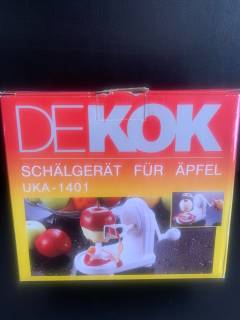 DEKOK
SCHÄLGERÄT FÜR ÄPFEL
UKA-1401